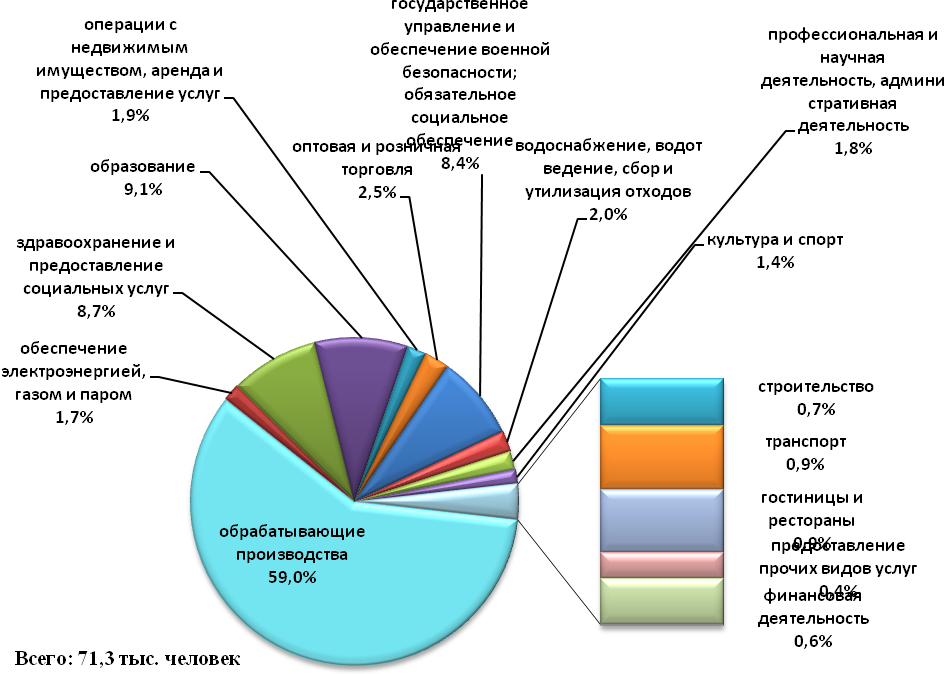 операции с
недвижимым
имуществом, аренда и
предоставление услуг
1,9%
государственное
управление и
обеспечение военной
безопасности;
обязательное
социальное
обеспечение
8,4%
профессиональная и
научная
деятельность, админи
стративная
деятельность
1,8%
образование
9,1%
оптовая и розничная
торговля
2,5%
водоснабжение, водот
ведение, сбор и
утилизация отходов
2,0%
культура и спорт
1,4%
здравоохранение и
предоставление
социальных услуг
8,7%
обеспечение
электроэнергией,
газом и паром
1,7%
обрабатывающие
производства
59,0%
строительство
0,7%
транспорт
0,9%
гостиницы и
рестораны
0,9%
предоставление
прочих видов услуг
0,4%
финансовая
деятельность
0,6%
Всего: 71,3 тыс. человек